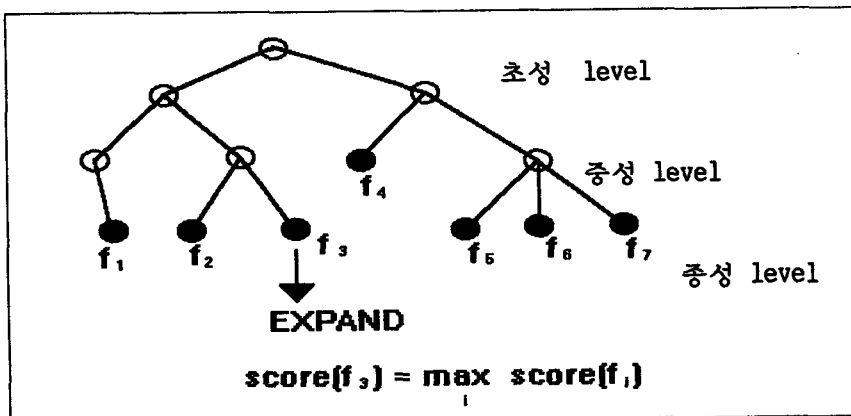 초성 level
중성 level
f₄
f₁ f₂ f₃ f₅ f₆ f₇
종성 level
EXPAND
score(f₃) = max score(fᵢ)
i